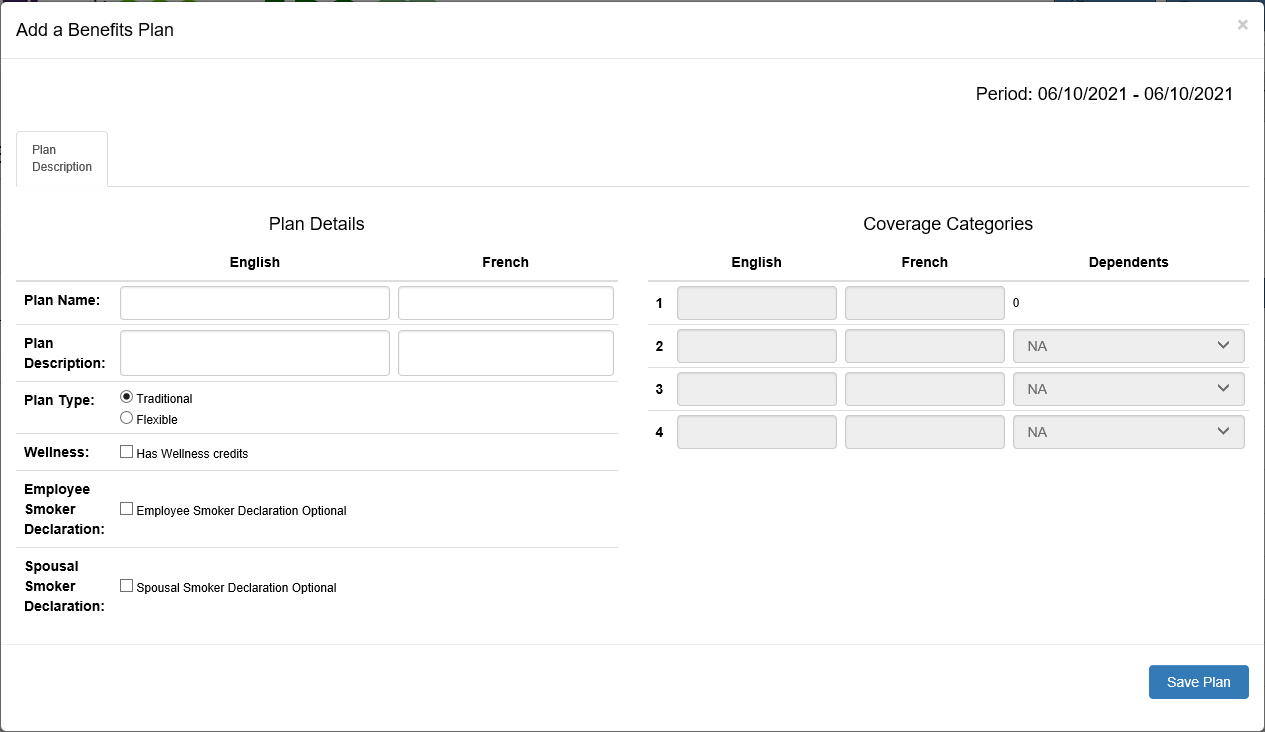 Add a Benefits Plan
×
Period: 06/10/2021 - 06/10/2021
Plan
Description
Plan Details
English French
Plan Name:
Plan
Description:
Plan Type:
Traditional
Flexible
Wellness:
Has Wellness credits
Employee
Smoker
Declaration:
Employee Smoker Declaration Optional
Spousal
Smoker
Declaration:
Spousal Smoker Declaration Optional
Coverage Categories
English French Dependents
1 0
2 NA
3 NA
4 NA
Save Plan